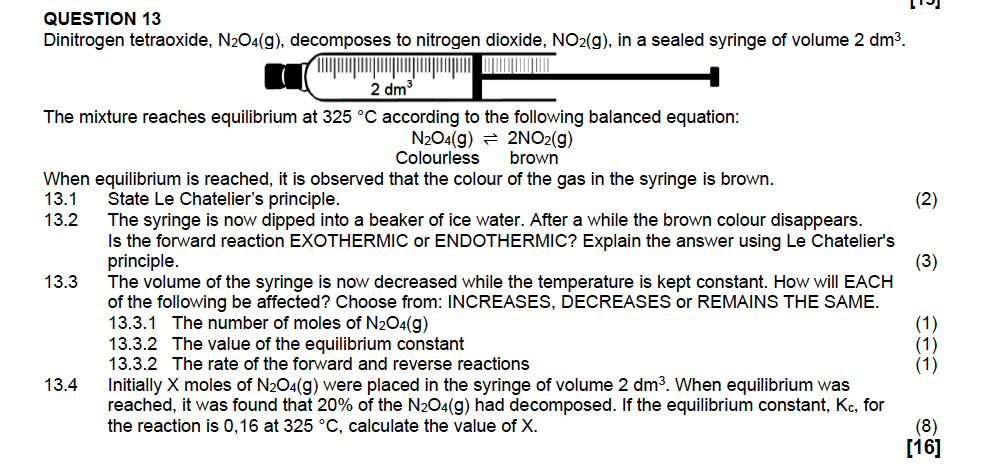 [15]
QUESTION 13
Dinitrogen tetraoxide, N₂O₄(g), decomposes to nitrogen dioxide, NO₂(g), in a sealed syringe of volume 2 dm³.
2 dm³
The mixture reaches equilibrium at 325 °C according to the following balanced equation:
N₂O₄(g) ⇌ 2NO₂(g)
Colourless brown
When equilibrium is reached, it is observed that the colour of the gas in the syringe is brown.
13.1 State Le Chatelier’s principle. (2)
13.2 The syringe is now dipped into a beaker of ice water. After a while the brown colour disappears.
Is the forward reaction EXOTHERMIC or ENDOTHERMIC? Explain the answer using Le Chatelier's
principle. (3)
13.3 The volume of the syringe is now decreased while the temperature is kept constant. How will EACH
of the following be affected? Choose from: INCREASES, DECREASES or REMAINS THE SAME.
13.3.1 The number of moles of N₂O₄(g) (1)
13.3.2 The value of the equilibrium constant (1)
13.3.2 The rate of the forward and reverse reactions (1)
13.4 Initially X moles of N₂O₄(g) were placed in the syringe of volume 2 dm³. When equilibrium was
reached, it was found that 20% of the N₂O₄(g) had decomposed. If the equilibrium constant, Kc, for
the reaction is 0,16 at 325 °C, calculate the value of X. (8)
[16]